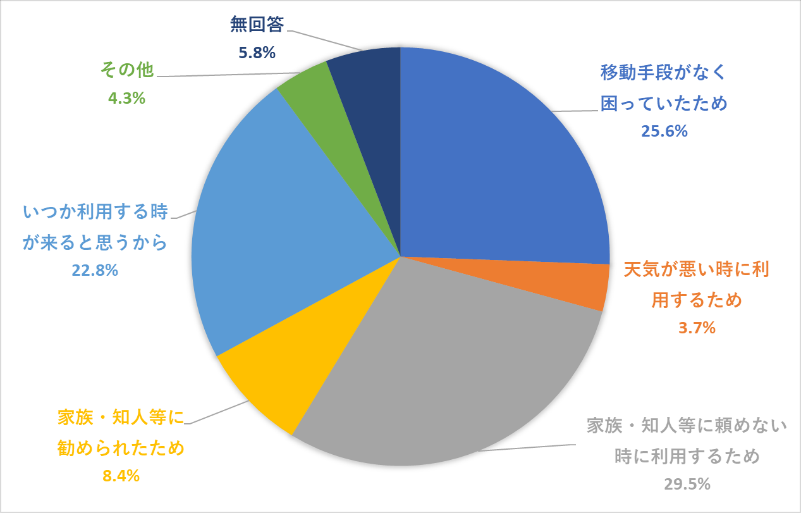 無回答
5.8%
その他
4.3%
移動手段がなく
困っていたため
25.6%
いつか利用する時
が来ると思うから
22.8%
天気が悪い時に利
用するため
3.7%
家族・知人等に
勧められたため
8.4%
家族・知人等に頼めない
時に利用するため
29.5%